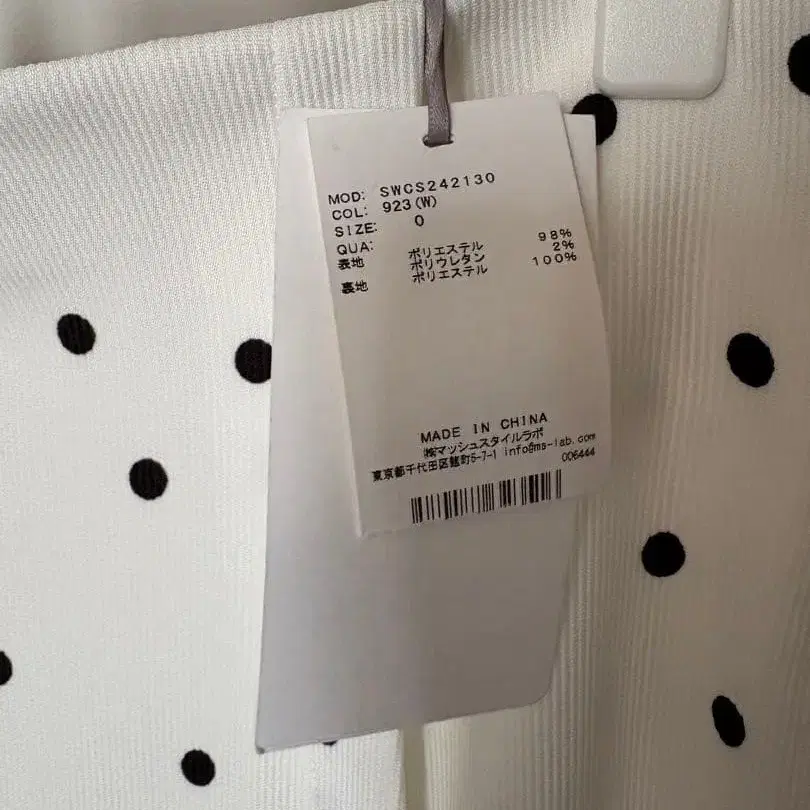 MOD: SWCS242130
COL: 923(W)
SIZE: 0
QUA:
表地 ポリエステル 98%
ポリウレタン 2%
裏地 ポリエステル 100%
MADE IN CHINA
㈱マッシュスタイルラボ
東京都千代田区麹町5-7-1 info@ms-lab.com
006444